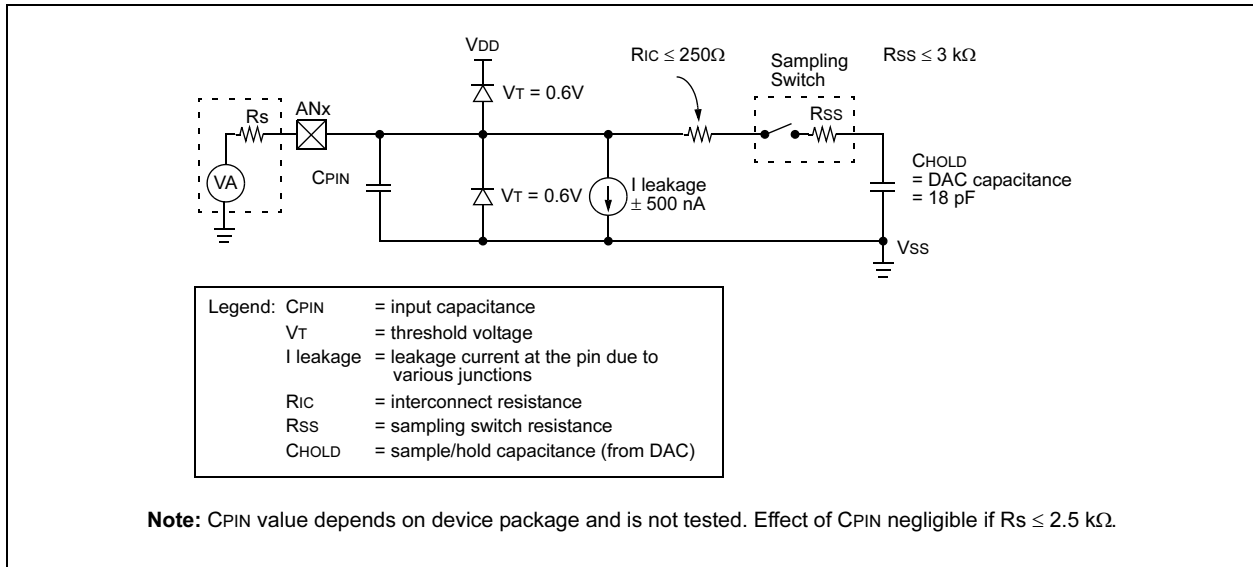 VDD
RIC ≤ 250Ω
Sampling
Switch
RSS ≤ 3 kΩ
VT = 0.6V
Rs
ANx
RSS
VA
CPIN
VT = 0.6V
I leakage
± 500 nA
CHOLD
= DAC capacitance
= 18 pF
VSS
Legend: CPIN = input capacitance
VT = threshold voltage
I leakage = leakage current at the pin due to
various junctions
RIC = interconnect resistance
RSS = sampling switch resistance
CHOLD = sample/hold capacitance (from DAC)
Note: CPIN value depends on device package and is not tested. Effect of CPIN negligible if Rs ≤ 2.5 kΩ.